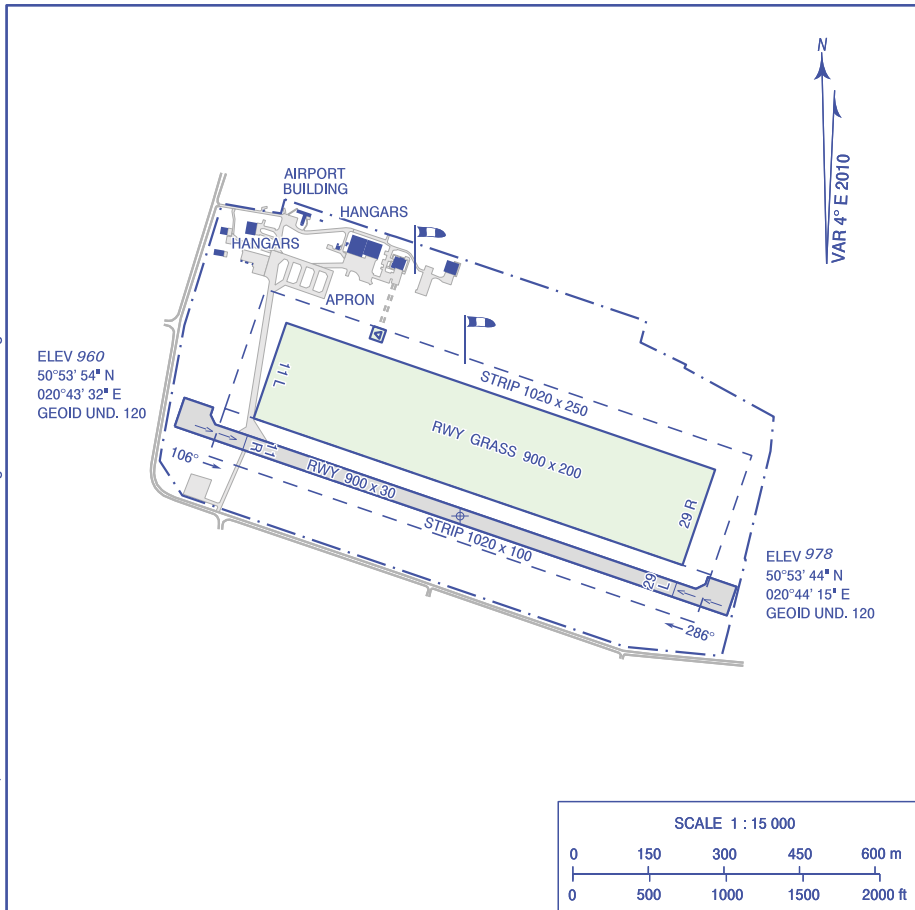 N
VAR 4° E 2010
AIRPORT
BUILDING
HANGARS
HANGARS
APRON
ELEV 960
50°53' 54" N
020°43' 32" E
GEOID UND. 120
11 L
STRIP 1020 x 250
RWY GRASS 900 x 200
29 R
106°
11 R
RWY 900 x 30
STRIP 1020 x 100
29 L
286°
ELEV 978
50°53' 44" N
020°44' 15" E
GEOID UND. 120
SCALE 1 : 15 000
0 150 300 450 600 m
0 500 1000 1500 2000 ft